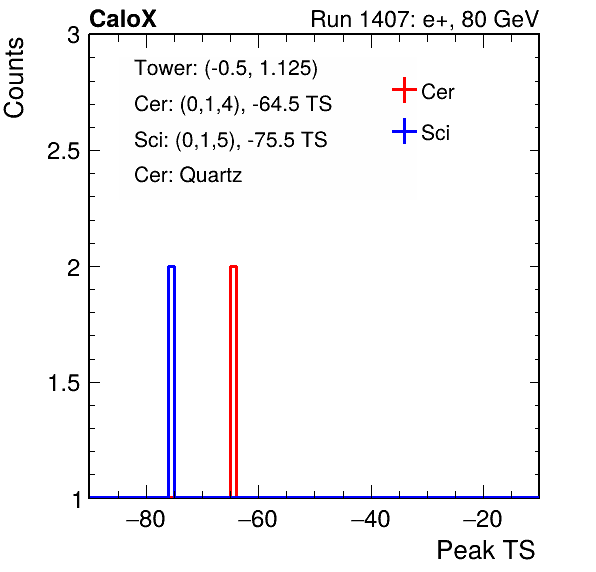 CaloX Run 1407: e+, 80 GeV
Counts
3
2.5
2
1.5
1
Tower: (-0.5, 1.125)
Cer: (0,1,4), -64.5 TS
Sci: (0,1,5), -75.5 TS
Cer: Quartz
Cer
Sci
−80 −60 −40 −20
Peak TS